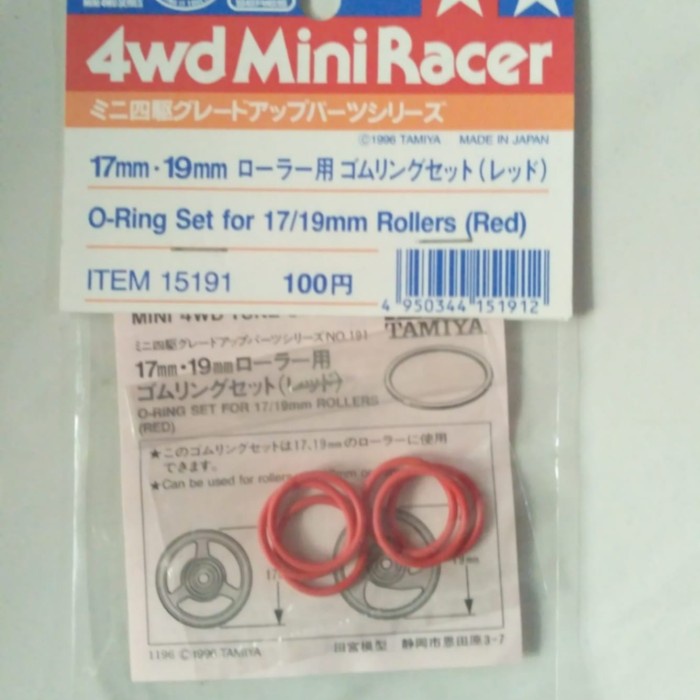 4wd Mini Racer
ミニ四駆グレードアップパーツシリーズ
©1996 TAMIYA MADE IN JAPAN
17mm・19mm ローラー用 ゴムリングセット(レッド)
O-Ring Set for 17/19mm Rollers (Red)
ITEM 15191 100円
4 950344 151912
MINI 4WD
TAMIYA
ミニ四駆グレードアップパーツシリーズNO.191
17mm・19mmローラー用
ゴムリングセット(レッド)
O-RING SET FOR 17/19mm ROLLERS
(RED)
★このゴムリングセットは17、19mmのローラーに使用
できます。
★Can be used for rollers
1196 ©1996 TAMIYA 田宮模型 静岡市恩田原3-7